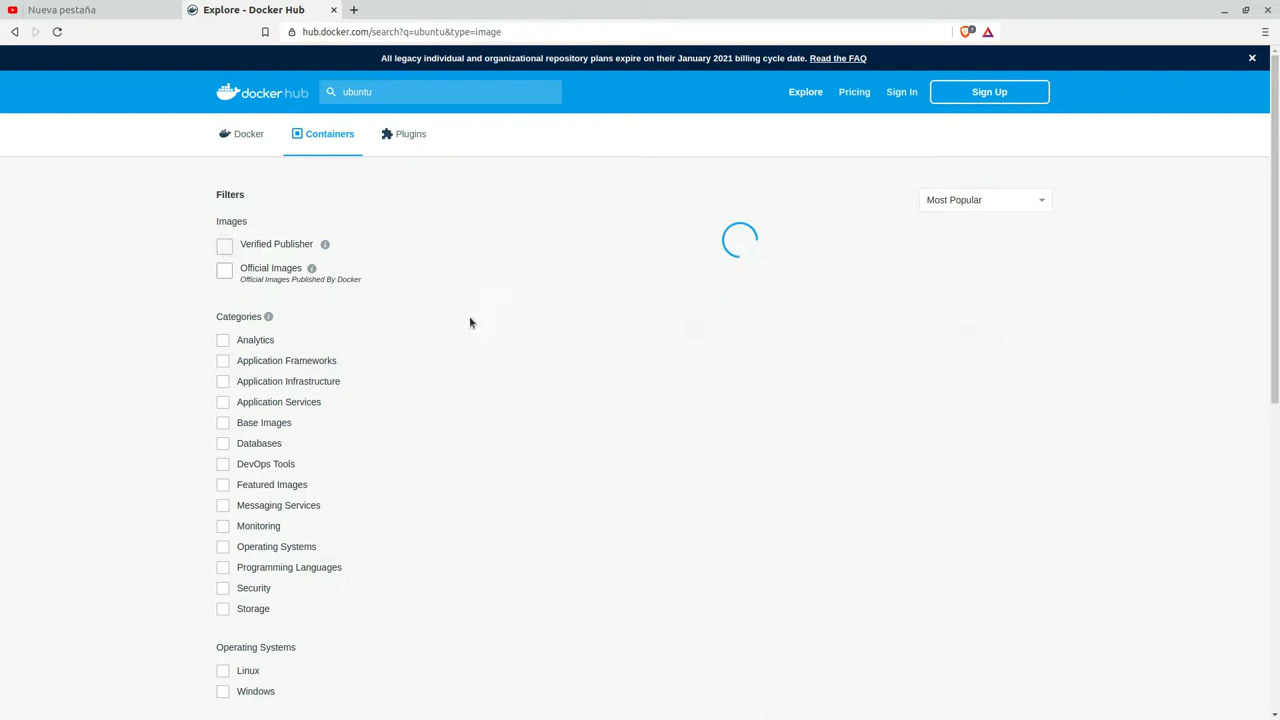 Nueva pestaña
Explore - Docker Hub
hub.docker.com/search?q=ubuntu&type=image
All legacy individual and organizational repository plans expire on their January 2021 billing cycle date. Read the FAQ
docker hub
ubuntu
Explore
Pricing
Sign In
Sign Up
Docker
Containers
Plugins
Filters
Most Popular
Images
Verified Publisher
Official Images
Official Images Published By Docker
Categories
Analytics
Application Frameworks
Application Infrastructure
Application Services
Base Images
Databases
DevOps Tools
Featured Images
Messaging Services
Monitoring
Operating Systems
Programming Languages
Security
Storage
Operating Systems
Linux
Windows